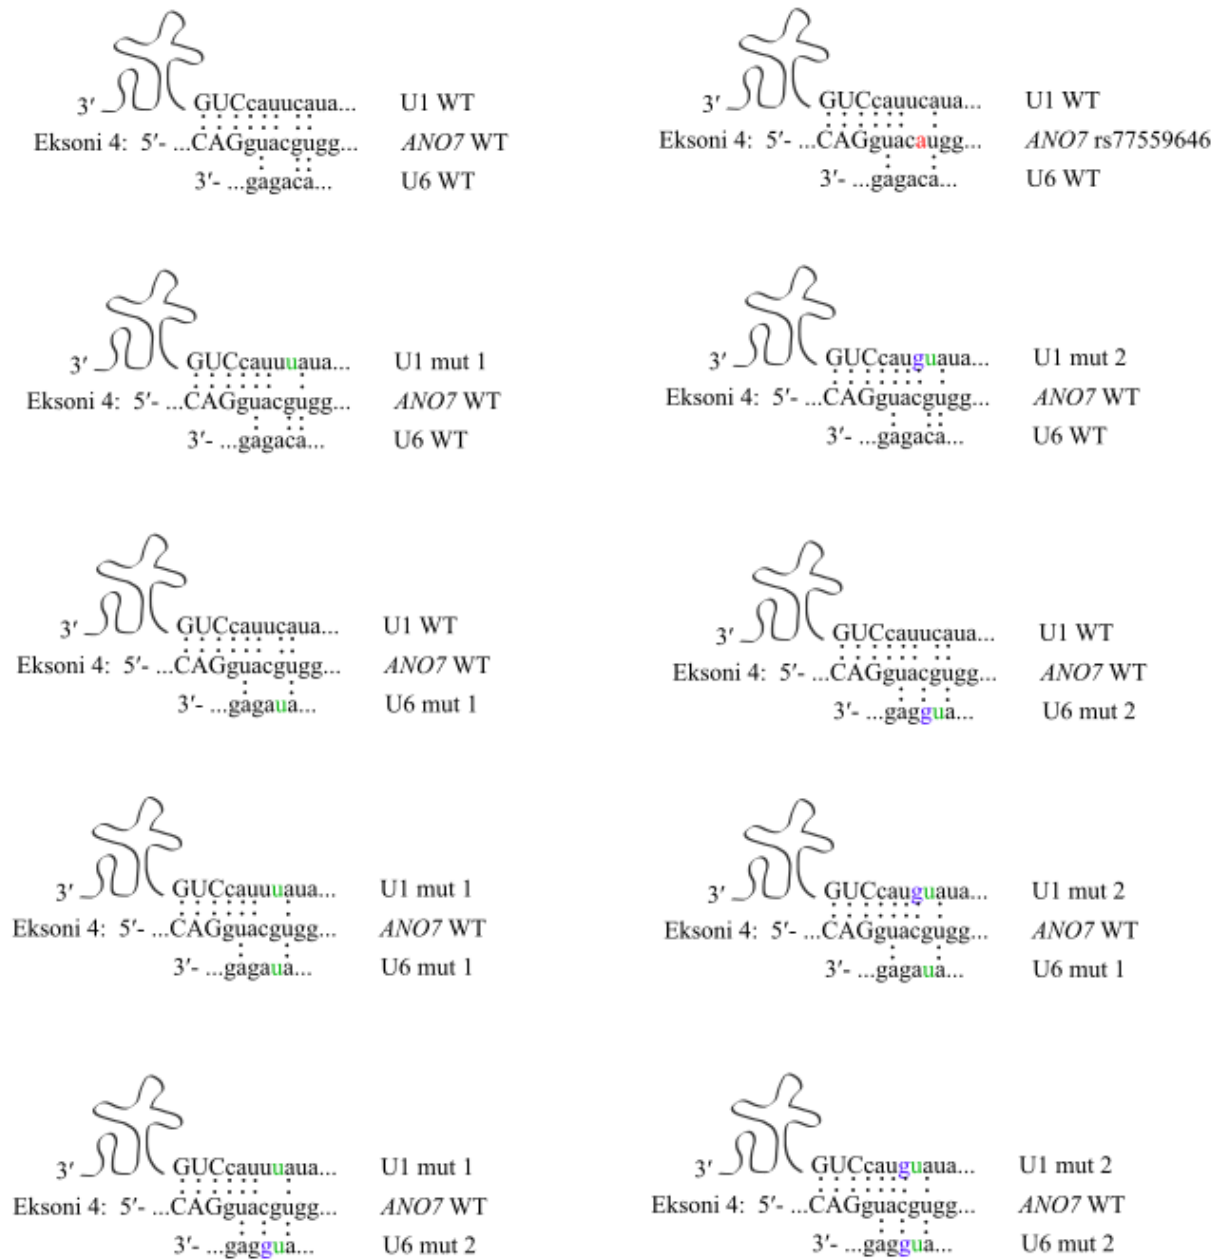 3′ GUCcauucaua... U1 WT
Eksoni 4: 5′- ...CAGguacgugg... ANO7 WT
3′- ...gagaca... U6 WT
3′ GUCcauucaua... U1 WT
Eksoni 4: 5′- ...CAGguacaugg... ANO7 rs77559646
3′- ...gagaca... U6 WT
3′ GUCcauuuaua... U1 mut 1
Eksoni 4: 5′- ...CAGguacgugg... ANO7 WT
3′- ...gagaca... U6 WT
3′ GUCcauguaua... U1 mut 2
Eksoni 4: 5′- ...CAGguacgugg... ANO7 WT
3′- ...gagaca... U6 WT
3′ GUCcauucaua... U1 WT
Eksoni 4: 5′- ...CAGguacgugg... ANO7 WT
3′- ...gagaua... U6 mut 1
3′ GUCcauucaua... U1 WT
Eksoni 4: 5′- ...CAGguacgugg... ANO7 WT
3′- ...gaggua... U6 mut 2
3′ GUCcauuuaua... U1 mut 1
Eksoni 4: 5′- ...CAGguacgugg... ANO7 WT
3′- ...gagaua... U6 mut 1
3′ GUCcauguaua... U1 mut 2
Eksoni 4: 5′- ...CAGguacgugg... ANO7 WT
3′- ...gagaua... U6 mut 1
3′ GUCcauuuaua... U1 mut 1
Eksoni 4: 5′- ...CAGguacgugg... ANO7 WT
3′- ...gaggua... U6 mut 2
3′ GUCcauguaua... U1 mut 2
Eksoni 4: 5′- ...CAGguacgugg... ANO7 WT
3′- ...gaggua... U6 mut 2